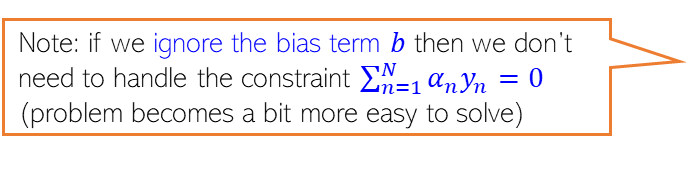 Note: if we ignore the bias term b then we don't
need to handle the constraint ∑_{n=1}^{N} α_n y_n = 0
(problem becomes a bit more easy to solve)